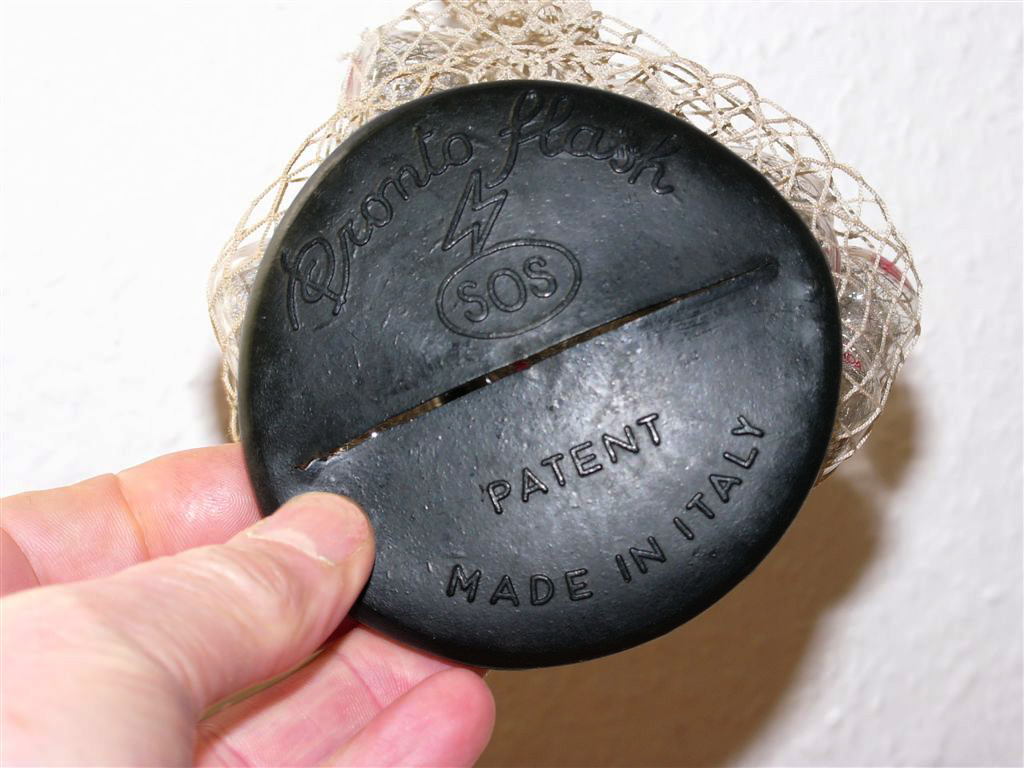 Pronto flash
SOS
PATENT
MADE IN ITALY